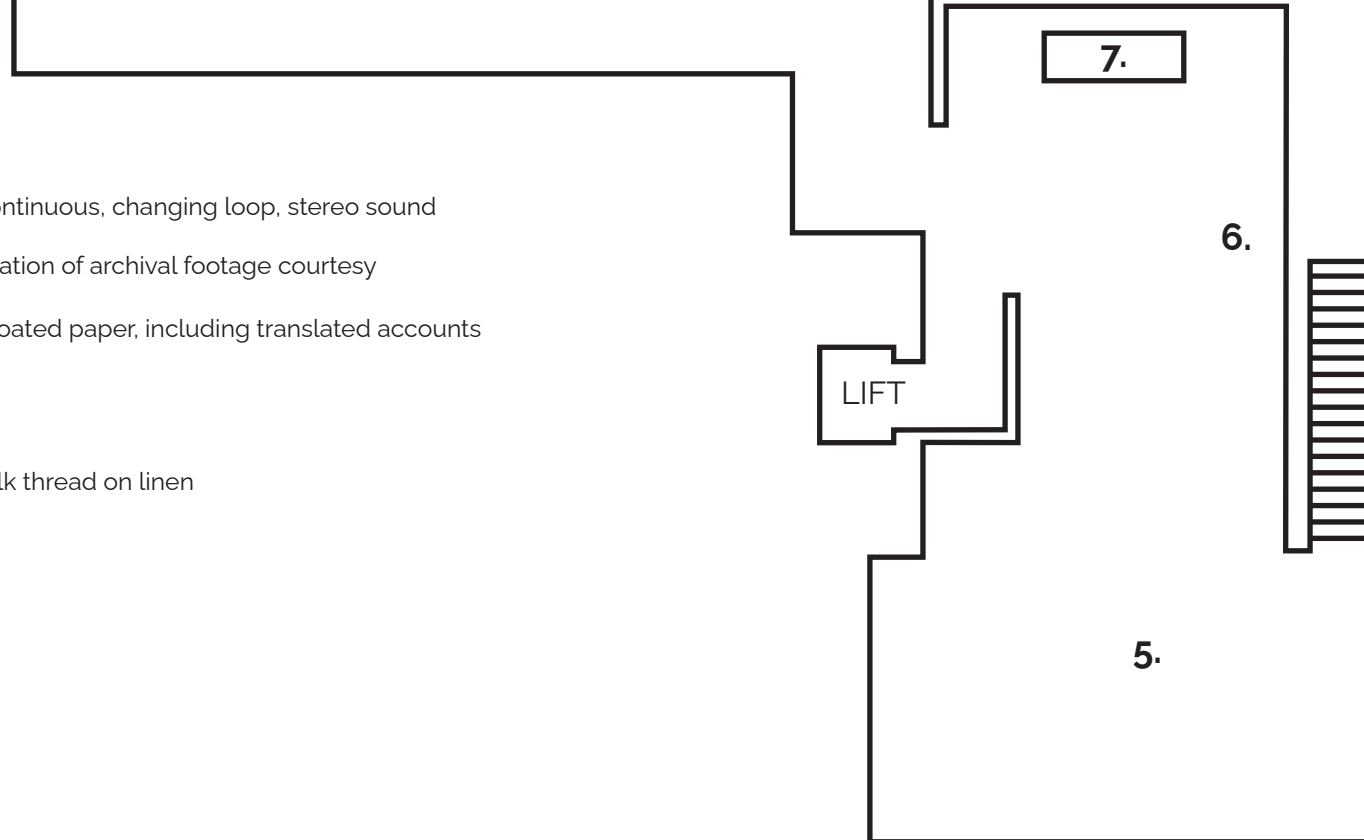 7.
ntinuous, changing loop, stereo sound
6.
ation of archival footage courtesy
oated paper, including translated accounts
LIFT
lk thread on linen
5.